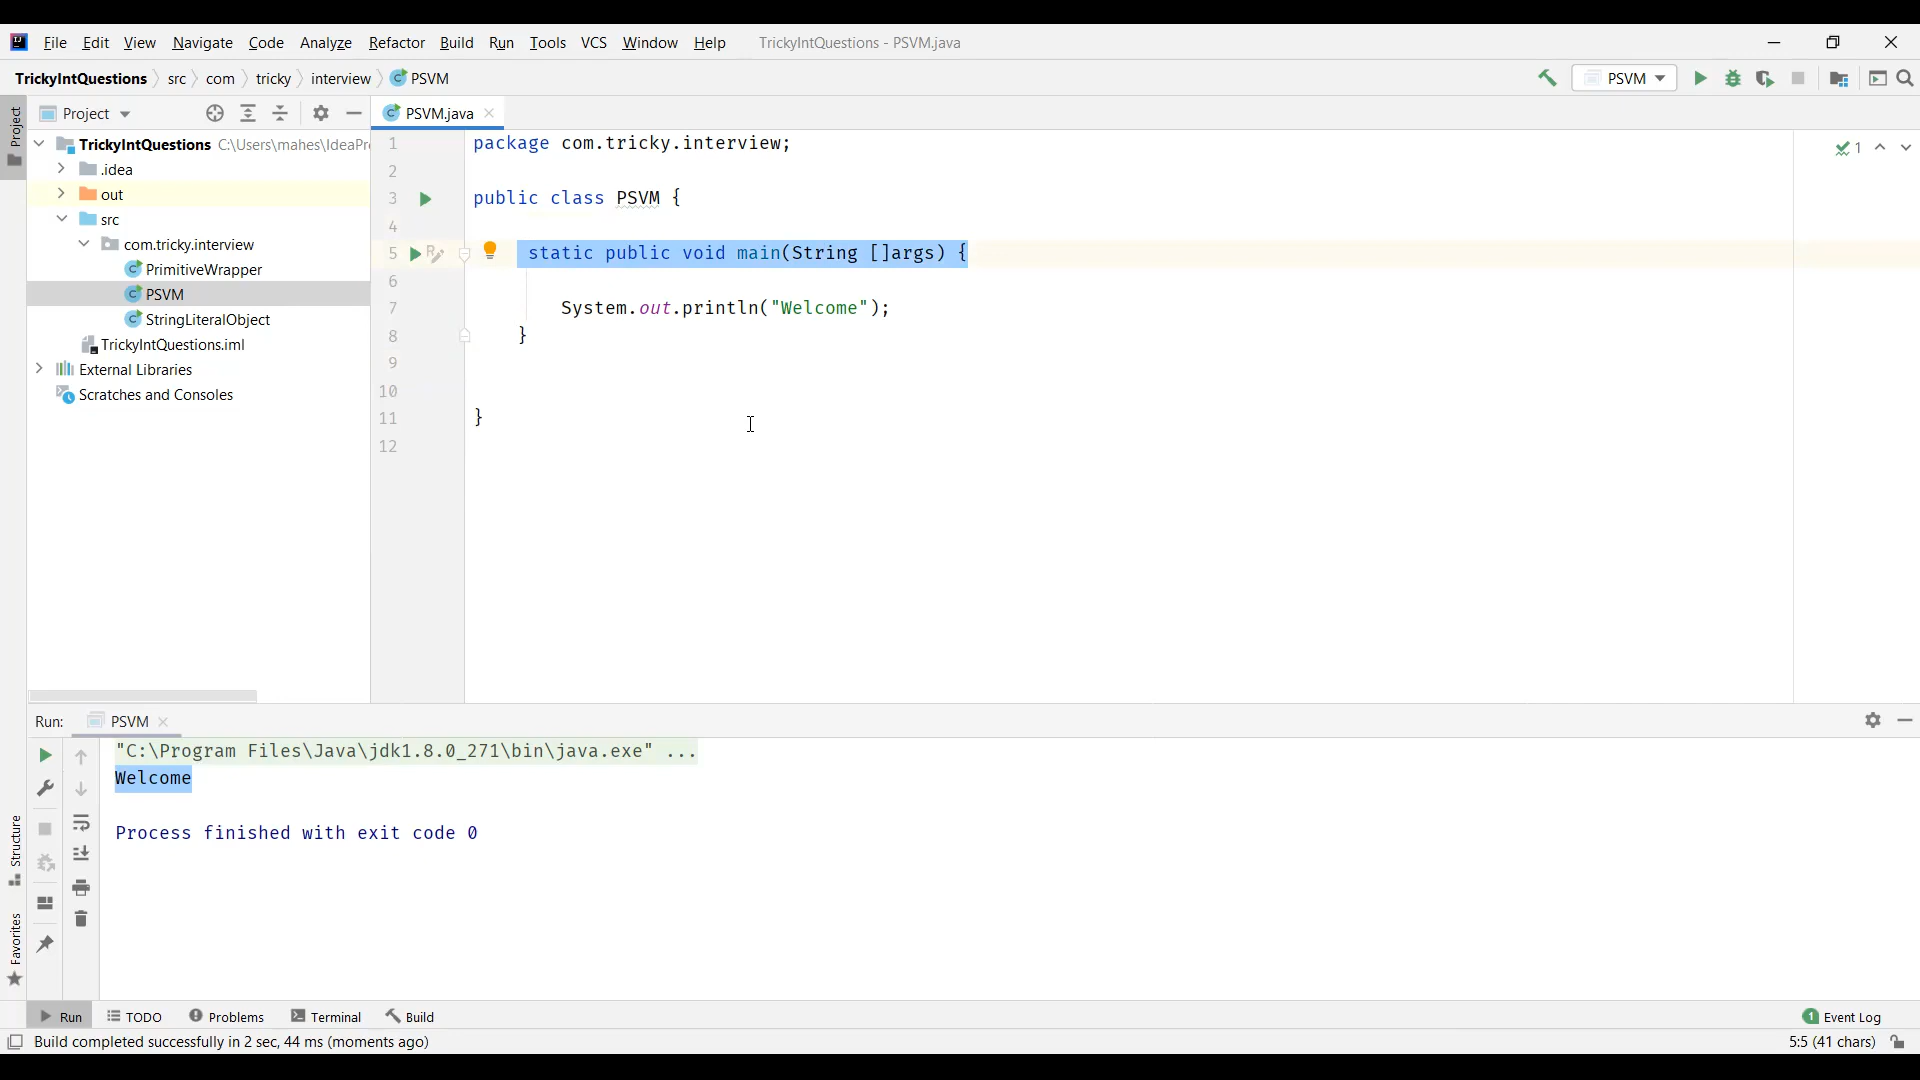 File Edit View Navigate Code Analyze Refactor Build Run Tools VCS Window Help TrickyIntQuestions - PSVM.java
TrickyIntQuestions src com tricky interview PSVM PSVM
Project
Project
PSVM.java
TrickyIntQuestions C:\Users\mahes\IdeaPr
.idea
out
src
com.tricky.interview
PrimitiveWrapper
PSVM
StringLiteralObject
TrickyIntQuestions.iml
External Libraries
Scratches and Consoles
1 package com.tricky.interview;
2
3 public class PSVM {
4
5 static public void main(String []args) {
6
7 System.out.println("Welcome");
8 }
9
10
11 }
12
1
Run: PSVM
"C:\Program Files\Java\jdk1.8.0_271\bin\java.exe" ...
Welcome
Process finished with exit code 0
Structure
Favorites
Run TODO Problems Terminal Build 1 Event Log
Build completed successfully in 2 sec, 44 ms (moments ago) 5:5 (41 chars)